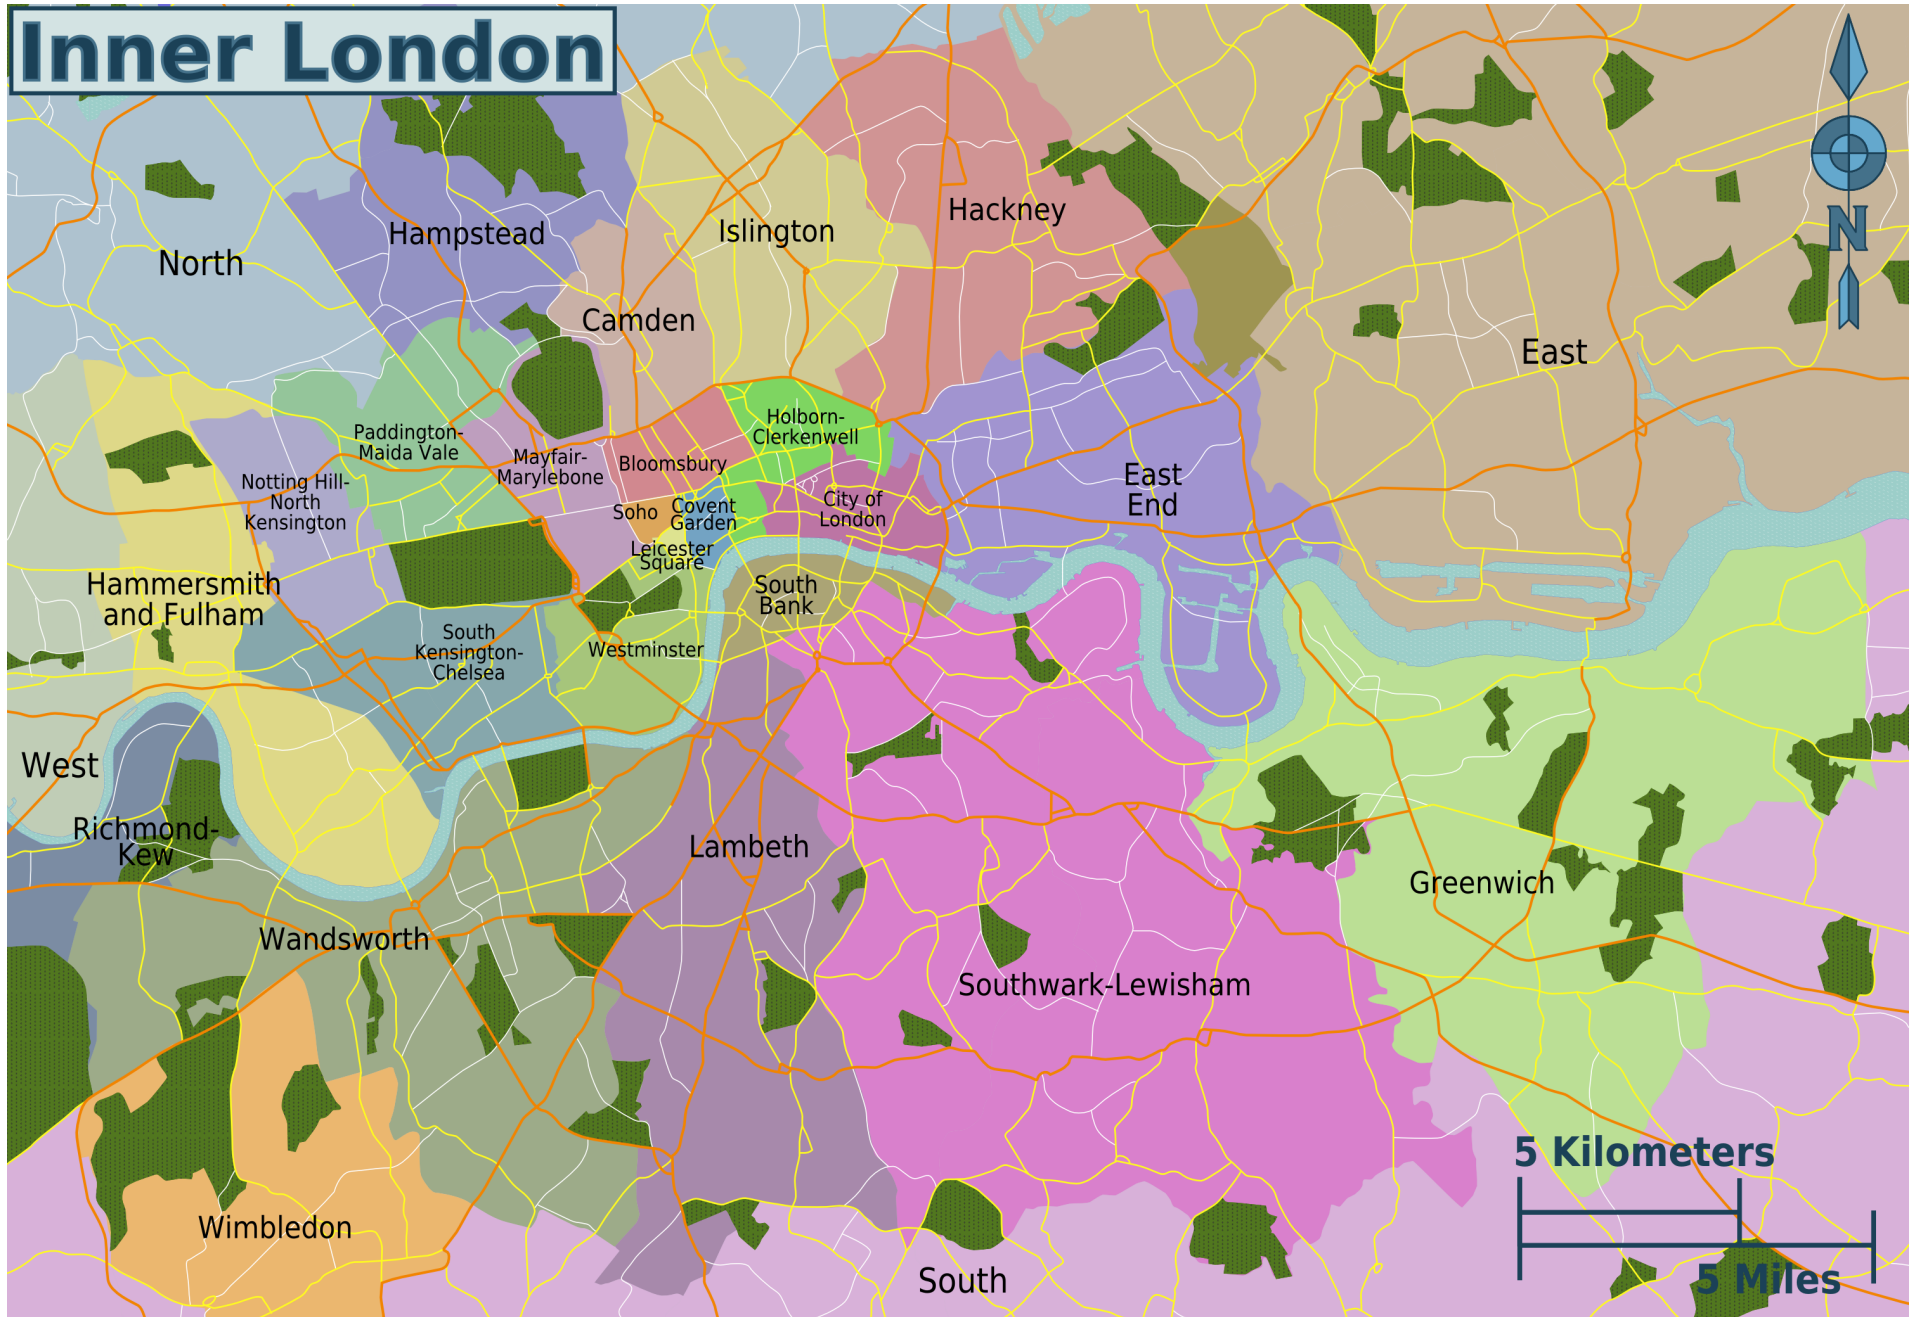 Inner London
N
Hackney
Islington
Hampstead
North
Camden
East
Holborn-
Clerkenwell
Paddington-
Maida Vale
Mayfair-
Marylebone
Bloomsbury
Notting Hill-
North
Kensington
City of
London
East
End
Soho
Covent
Garden
Leicester
Square
Hammersmith
and Fulham
South
Bank
South
Kensington-
Chelsea
Westminster
West
Richmond-
Kew
Lambeth
Greenwich
Wandsworth
Southwark-Lewisham
5 Kilometers
Wimbledon
South
5 Miles